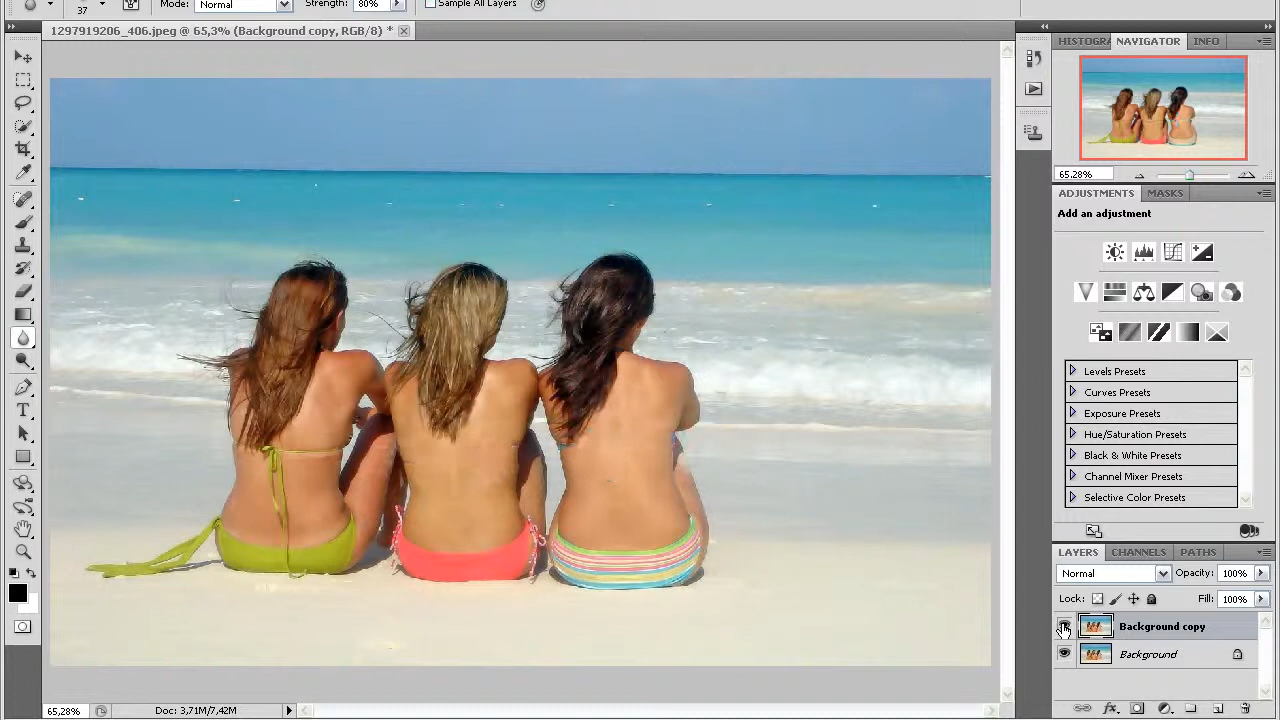 Mode: Normal Strength: 80% Sample All Layers
1297919206_406.jpeg @ 65,3% (Background copy, RGB/8) *
HISTOGRA NAVIGATOR INFO
65.28%
ADJUSTMENTS MASKS
Add an adjustment
Levels Presets
Curves Presets
Exposure Presets
Hue/Saturation Presets
Black & White Presets
Channel Mixer Presets
Selective Color Presets
LAYERS CHANNELS PATHS
Normal Opacity: 100%
Lock: Fill: 100%
Background copy
Background
65,28% Doc: 3,71M/7,42M